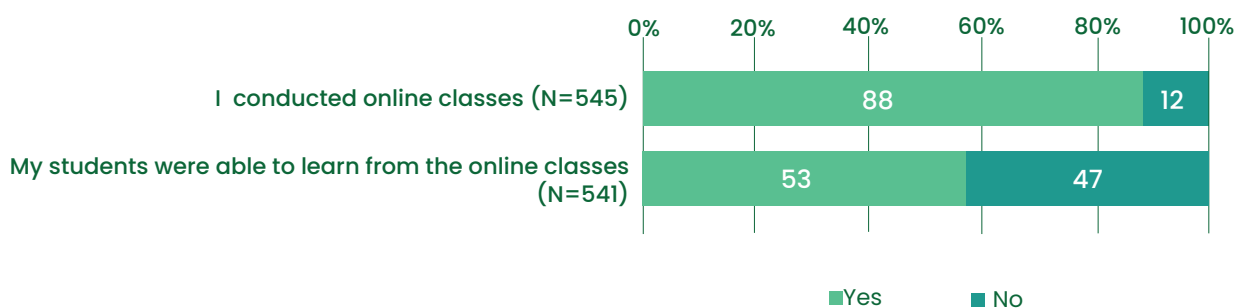 0% 20% 40% 60% 80% 100%
I conducted online classes (N=545)
88 12
My students were able to learn from the online classes
(N=541)
53 47
Yes No